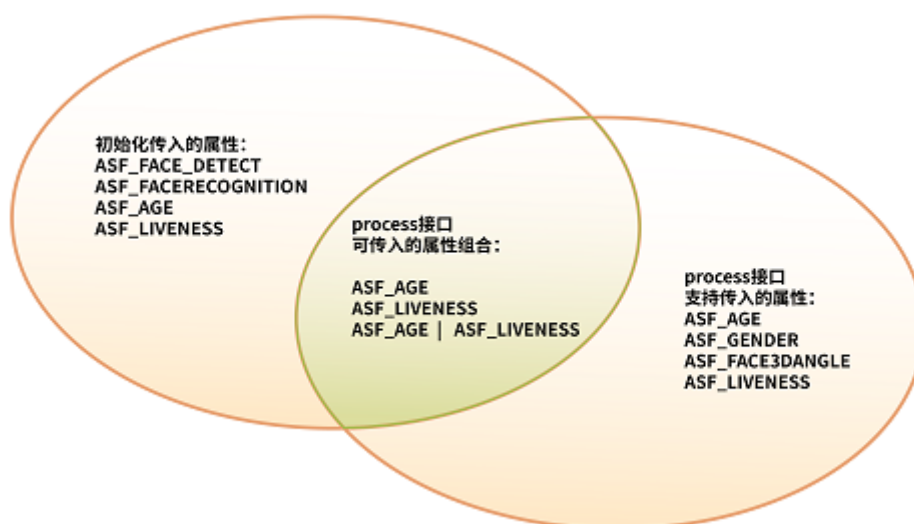 初始化传入的属性：
ASF_FACE_DETECT
ASF_FACERECOGNITION
ASF_AGE
ASF_LIVENESS
process接口
可传入的属性组合：
ASF_AGE
ASF_LIVENESS
ASF_AGE | ASF_LIVENESS
process接口
支持传入的属性：
ASF_AGE
ASF_GENDER
ASF_FACE3DANGLE
ASF_LIVENESS